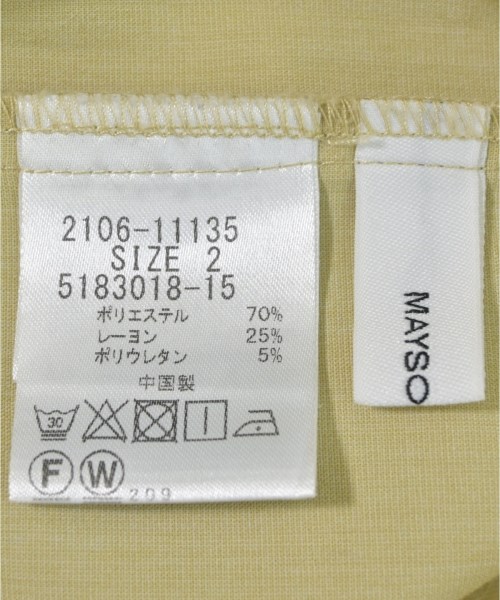 2106-11135
SIZE 2
5183018-15
ポリエステル 70%
レーヨン 25%
ポリウレタン 5%
中国製
30
F W
209
MAYSO